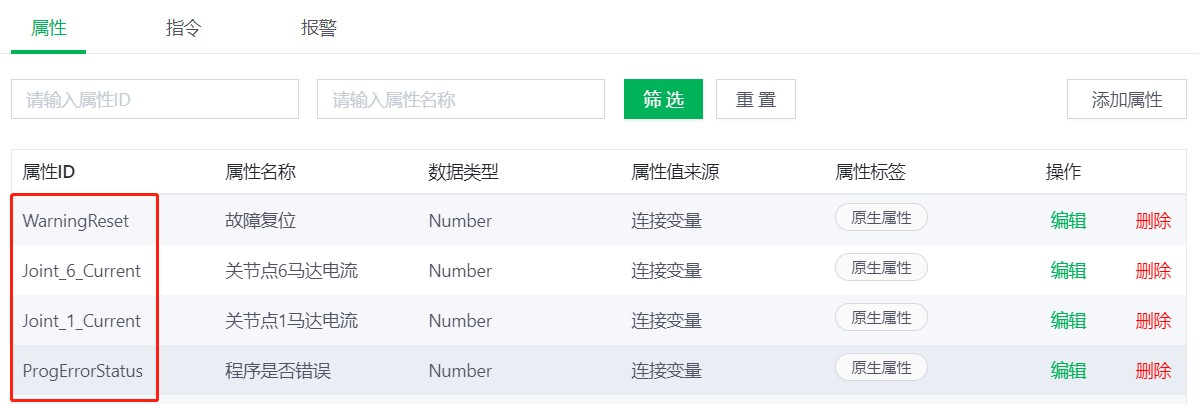 属性 指令 报警
请输入属性ID 请输入属性名称 筛 选 重 置 添加属性
属性ID 属性名称 数据类型 属性值来源 属性标签 操作
WarningReset 故障复位 Number 连接变量 原生属性 编辑 删除
Joint_6_Current 关节点6马达电流 Number 连接变量 原生属性 编辑 删除
Joint_1_Current 关节点1马达电流 Number 连接变量 原生属性 编辑 删除
ProgErrorStatus 程序是否错误 Number 连接变量 原生属性 编辑 删除